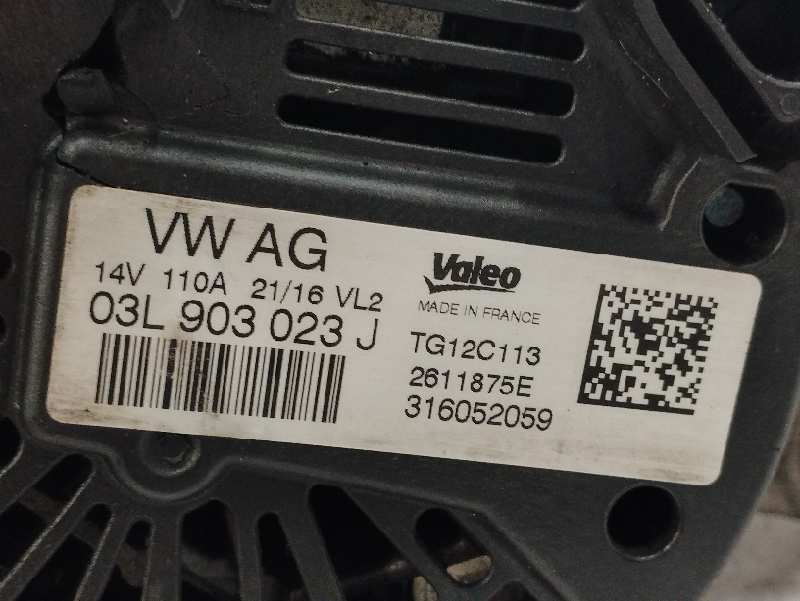 VW AG
14V 110A 21/16 VL2
03L 903 023 J
Valeo
MADE IN FRANCE
TG12C113
2611875E
316052059